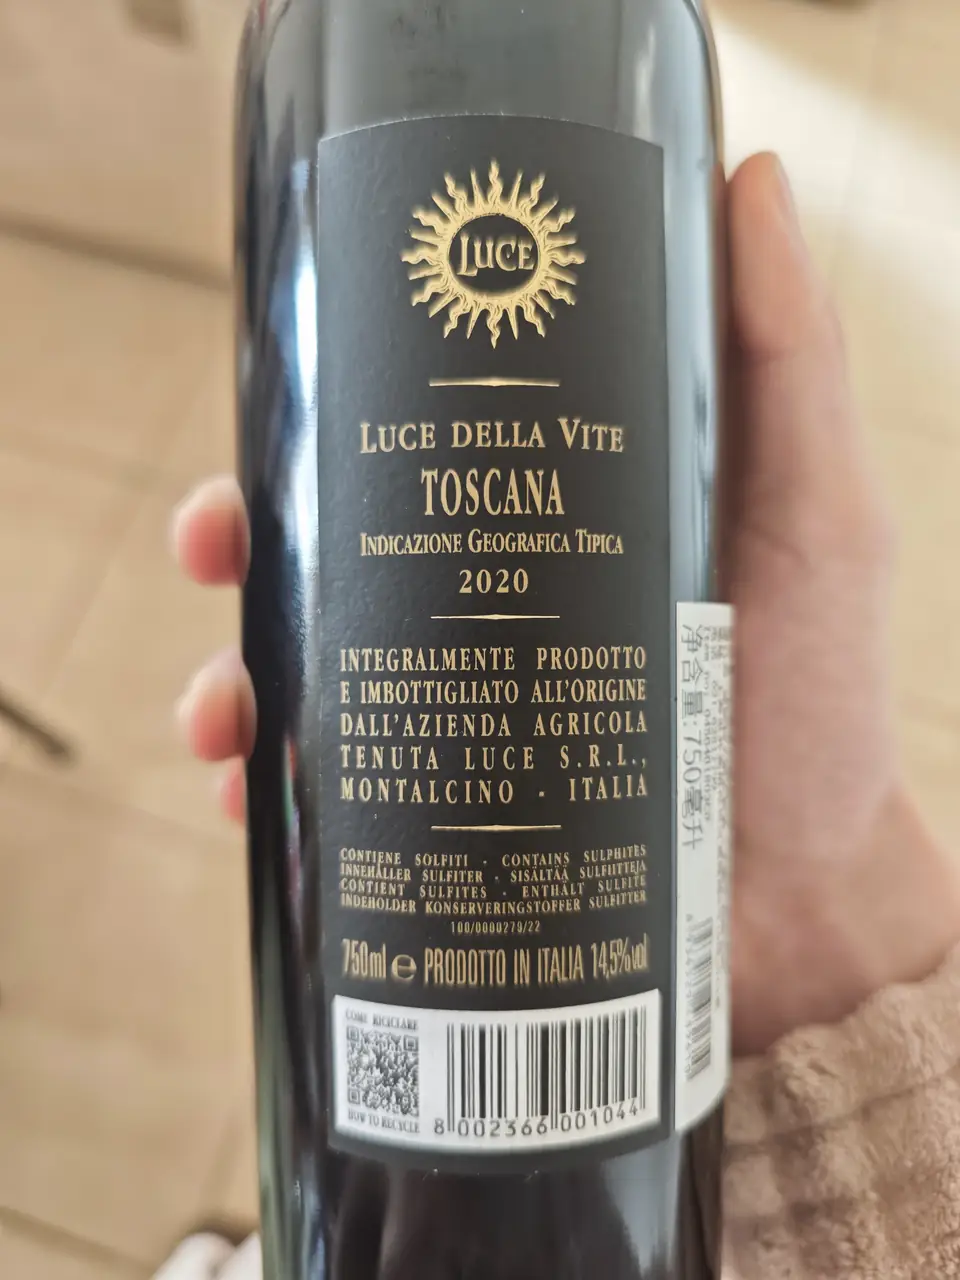 LUCE
LUCE DELLA VITE
TOSCANA
INDICAZIONE GEOGRAFICA TIPICA
2020
INTEGRALMENTE PRODOTTO
E IMBOTTIGLIATO ALL'ORIGINE
DALL'AZIENDA AGRICOLA
TENUTA LUCE S.R.L.,
MONTALCINO - ITALIA
CONTIENE SOLFITI - CONTAINS SULPHITES
INNEHÅLLER SULFITER - SISÄLTÄÄ SULFIITTEJA
CONTIENT SULFITES - ENTHÄLT SULFITE
INDEHOLDER KONSERVERINGSTOFFER SULFITTER
100/0000279/22
750ml e PRODOTTO IN ITALIA 14,5%vol
COME RICICLARE
HOW TO RECYCLE
8 002366 001044
净含量:750毫升